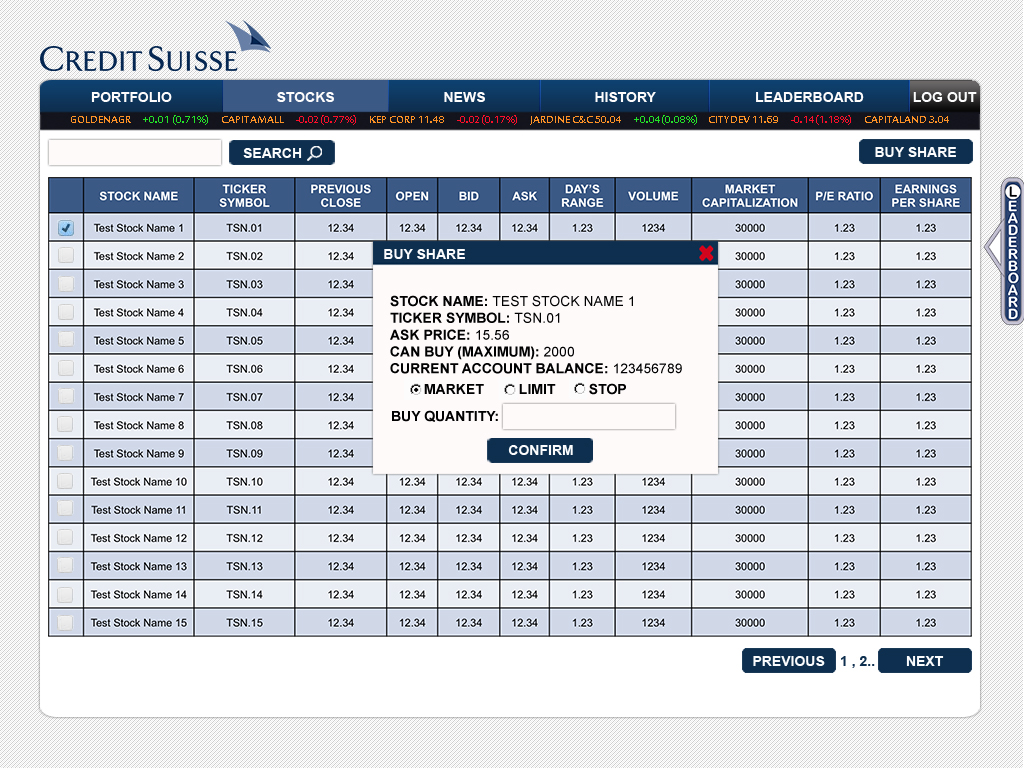 CREDIT SUISSE
PORTFOLIO STOCKS NEWS HISTORY LEADERBOARD LOG OUT
GOLDENAGR +0.01 (0.71%) CAPITAMALL -0.02 (0.77%) KEP CORP 11.48 -0.02 (0.17%) JARDINE C&C 50.04 +0.04 (0.08%) CITYDEV 11.69 -0.14 (1.18%) CAPITALAND 3.04
SEARCH BUY SHARE
STOCK NAME TICKER SYMBOL PREVIOUS CLOSE OPEN BID ASK DAY'S RANGE VOLUME MARKET CAPITALIZATION P/E RATIO EARNINGS PER SHARE
Test Stock Name 1 TSN.01 12.34 12.34 12.34 12.34 1.23 1234 30000 1.23 1.23
Test Stock Name 2 TSN.02 12.34 30000 1.23 1.23
Test Stock Name 3 TSN.03 12.34 30000 1.23 1.23
Test Stock Name 4 TSN.04 12.34 30000 1.23 1.23
Test Stock Name 5 TSN.05 12.34 30000 1.23 1.23
Test Stock Name 6 TSN.06 12.34 30000 1.23 1.23
Test Stock Name 7 TSN.07 12.34 30000 1.23 1.23
Test Stock Name 8 TSN.08 12.34 30000 1.23 1.23
Test Stock Name 9 TSN.09 12.34 30000 1.23 1.23
Test Stock Name 10 TSN.10 12.34 12.34 12.34 12.34 1.23 1234 30000 1.23 1.23
Test Stock Name 11 TSN.11 12.34 12.34 12.34 12.34 1.23 1234 30000 1.23 1.23
Test Stock Name 12 TSN.12 12.34 12.34 12.34 12.34 1.23 1234 30000 1.23 1.23
Test Stock Name 13 TSN.13 12.34 12.34 12.34 12.34 1.23 1234 30000 1.23 1.23
Test Stock Name 14 TSN.14 12.34 12.34 12.34 12.34 1.23 1234 30000 1.23 1.23
Test Stock Name 15 TSN.15 12.34 12.34 12.34 12.34 1.23 1234 30000 1.23 1.23
BUY SHARE
STOCK NAME: TEST STOCK NAME 1
TICKER SYMBOL: TSN.01
ASK PRICE: 15.56
CAN BUY (MAXIMUM): 2000
CURRENT ACCOUNT BALANCE: 123456789
MARKET LIMIT STOP
BUY QUANTITY:
CONFIRM
PREVIOUS 1 , 2.. NEXT
LEADERBOARD